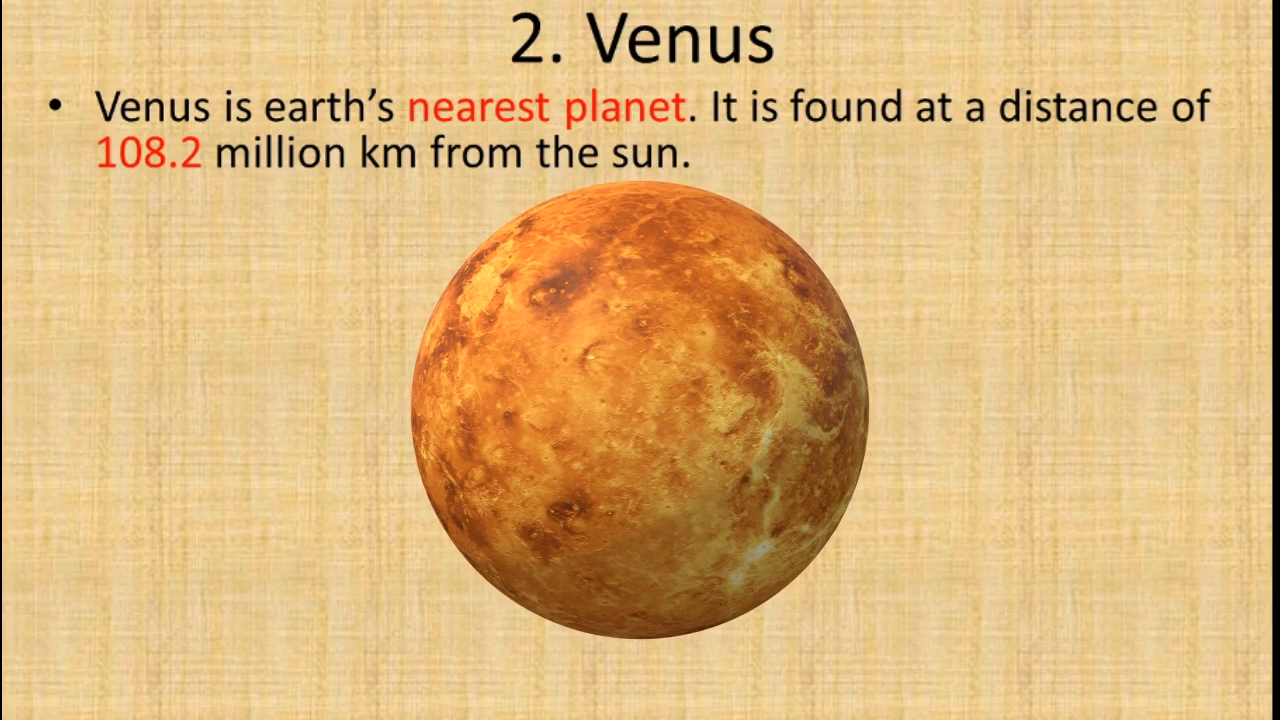 2. Venus
• Venus is earth’s nearest planet. It is found at a distance of
108.2 million km from the sun.